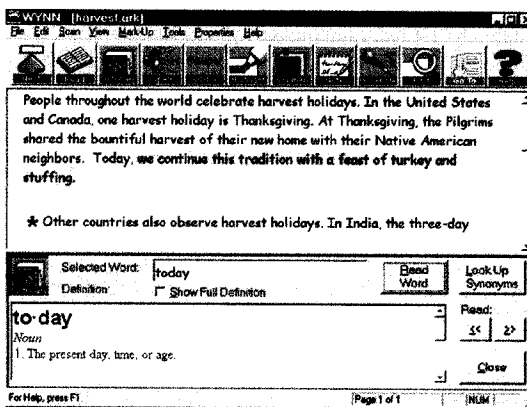 WYNN - [harvest.ark]
File Edit Scan View Mark-Up Tools Properties Help
People throughout the world celebrate harvest holidays. In the United States
and Canada, one harvest holiday is Thanksgiving. At Thanksgiving, the Pilgrims
shared the bountiful harvest of their new home with their Native American
neighbors. Today, we continue this tradition with a feast of turkey and
stuffing.
* Other countries also observe harvest holidays. In India, the three-day
Selected Word: today Read Word Look Up Synonyms
Definition: Show Full Definition
to·day
Noun
1. The present day, time, or age.
Read:
<< >>
Close
For Help, press F1 Page 1 of 1 NUM